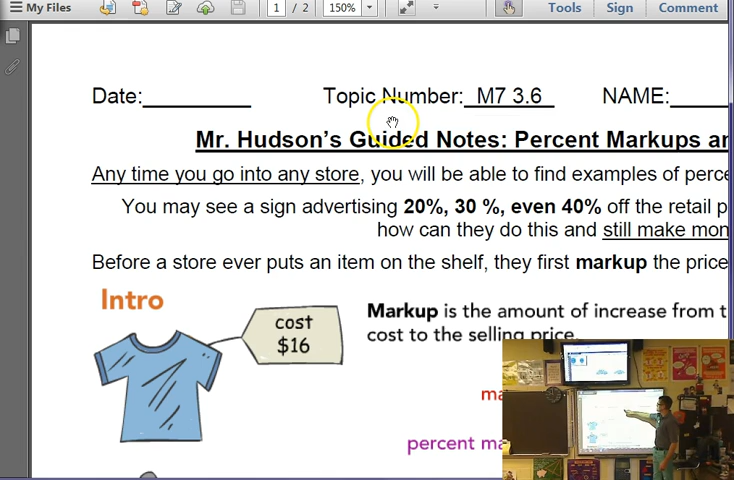 My Files
1 / 2
150%
Tools
Sign
Comment
Date:
Topic Number: M7 3.6
NAME:
Mr. Hudson's Guided Notes: Percent Markups a
Any time you go into any store, you will be able to find examples of perce
You may see a sign advertising 20%, 30 %, even 40% off the retail p
how can they do this and still make mon
Before a store ever puts an item on the shelf, they first markup the price
Intro
cost
$16
Markup is the amount of increase from t
cost to the selling price.
ma
percent ma